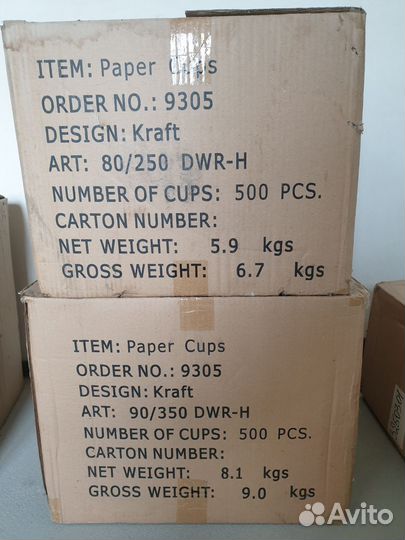 ITEM: Paper Cups
ORDER NO.: 9305
DESIGN: Kraft
ART: 80/250 DWR-H
NUMBER OF CUPS: 500 PCS.
CARTON NUMBER:
NET WEIGHT: 5.9 kgs
GROSS WEIGHT: 6.7 kgs
ITEM: Paper Cups
ORDER NO.: 9305
DESIGN: Kraft
ART: 90/350 DWR-H
NUMBER OF CUPS: 500 PCS.
CARTON NUMBER:
NET WEIGHT: 8.1 kgs
GROSS WEIGHT: 9.0 kgs
Avito